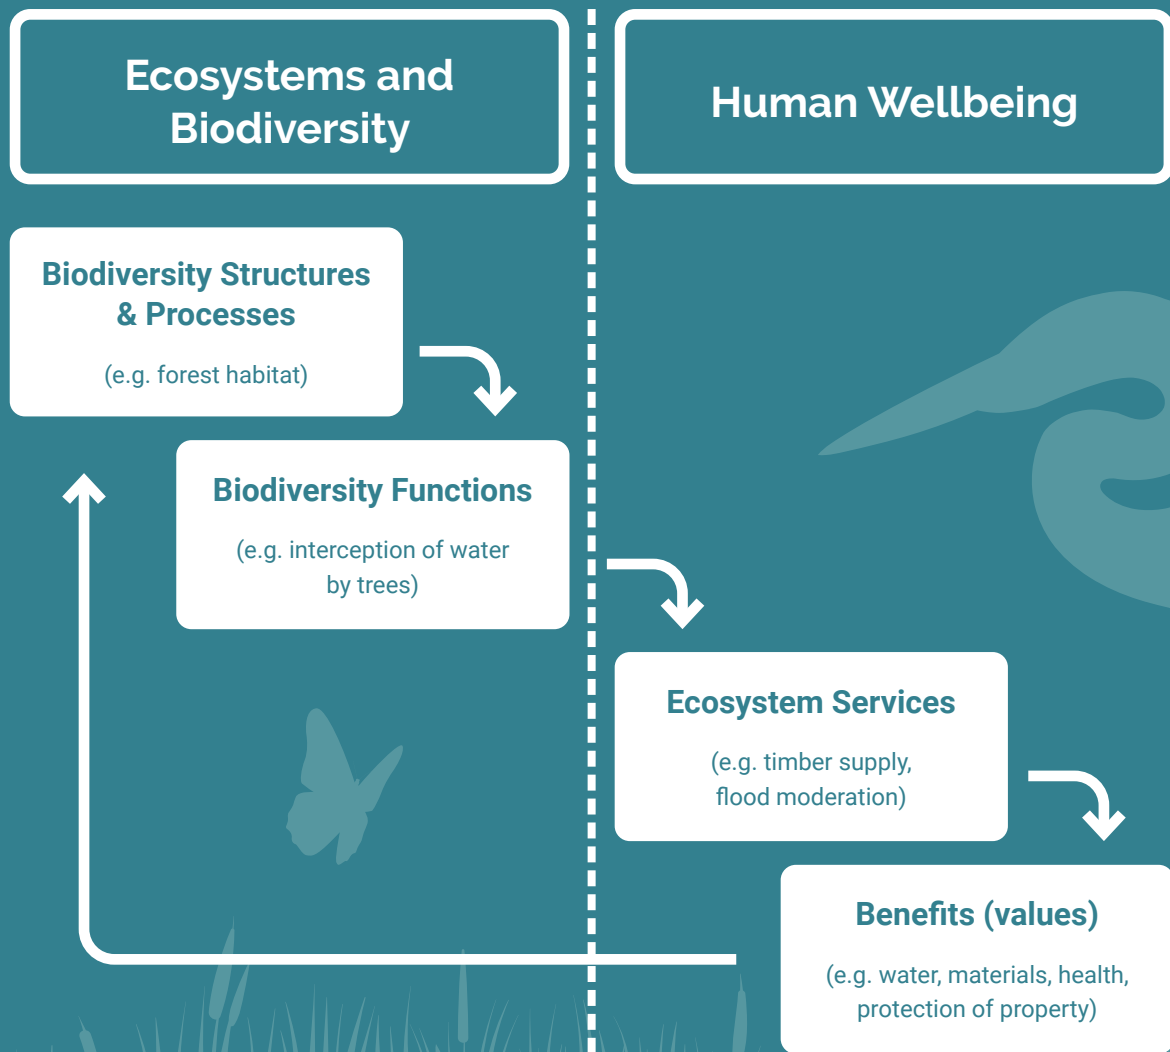 Ecosystems and
Biodiversity
Human Wellbeing
Biodiversity Structures
& Processes
(e.g. forest habitat)
Biodiversity Functions
(e.g. interception of water
by trees)
Ecosystem Services
(e.g. timber supply,
flood moderation)
Benefits (values)
(e.g. water, materials, health,
protection of property)